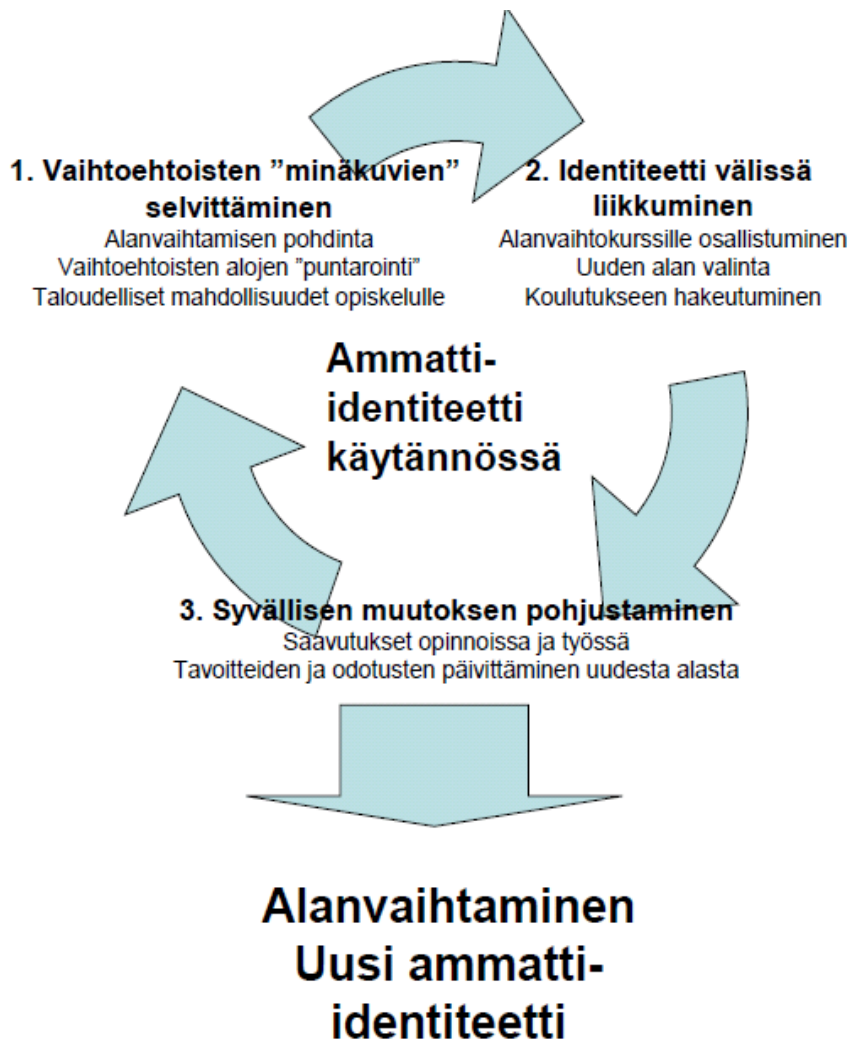 1. Vaihtoehtoisten ”minäkuvien”
selvittäminen
Alanvaihtamisen pohdinta
Vaihtoehtoisten alojen ”puntarointi”
Taloudelliset mahdollisuudet opiskelulle
2. Identiteetti välissä
liikkuminen
Alanvaihtokurssille osallistuminen
Uuden alan valinta
Koulutukseen hakeutuminen
Ammatti-
identiteetti
käytännössä
3. Syvällisen muutoksen pohjustaminen
Saavutukset opinnoissa ja työssä
Tavoitteiden ja odotusten päivittäminen uudesta alasta
Alanvaihtaminen
Uusi ammatti-
identiteetti